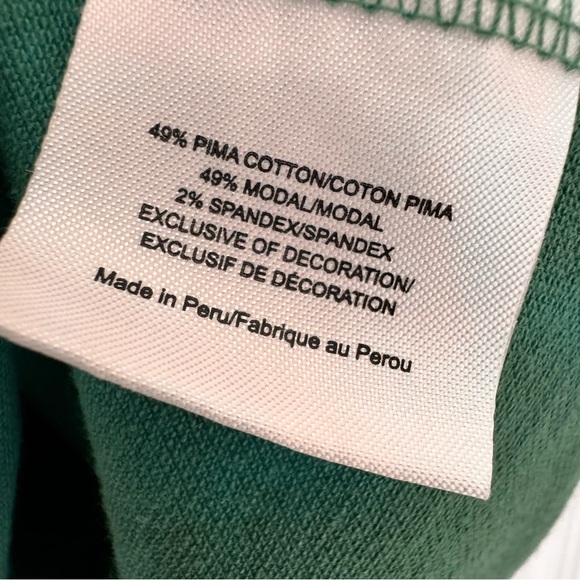 49% PIMA COTTON/COTON PIMA
49% MODAL/MODAL
2% SPANDEX/SPANDEX
EXCLUSIVE OF DECORATION/
EXCLUSIF DE DÉCORATION
Made in Peru/Fabrique au Perou